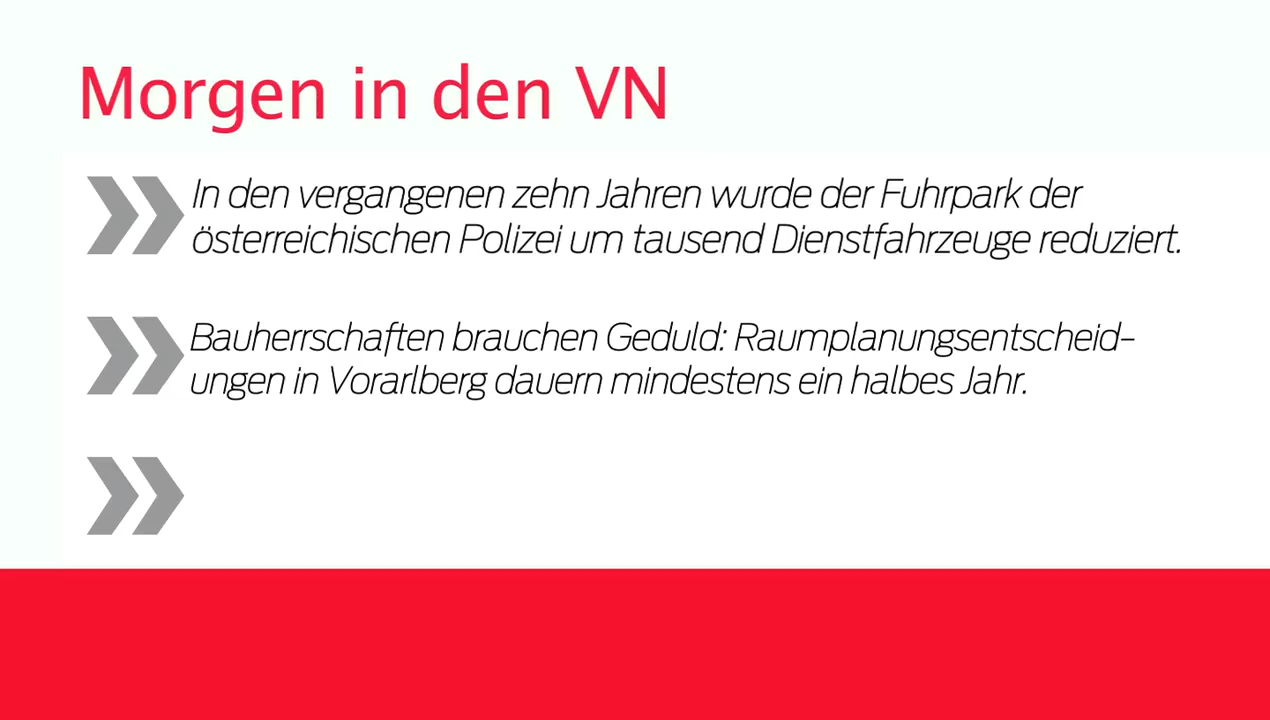 Morgen in den VN
In den vergangenen zehn Jahren wurde der Fuhrpark der
österreichischen Polizei um tausend Dienstfahrzeuge reduziert.
Bauherrschaften brauchen Geduld: Raumplanungsentscheid-
ungen in Vorarlberg dauern mindestens ein halbes Jahr.